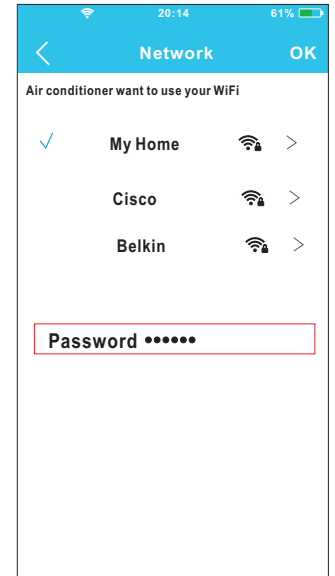 20:14 61%
Network OK
Air conditioner want to use your WiFi
My Home
Cisco
Belkin
Password ••••••